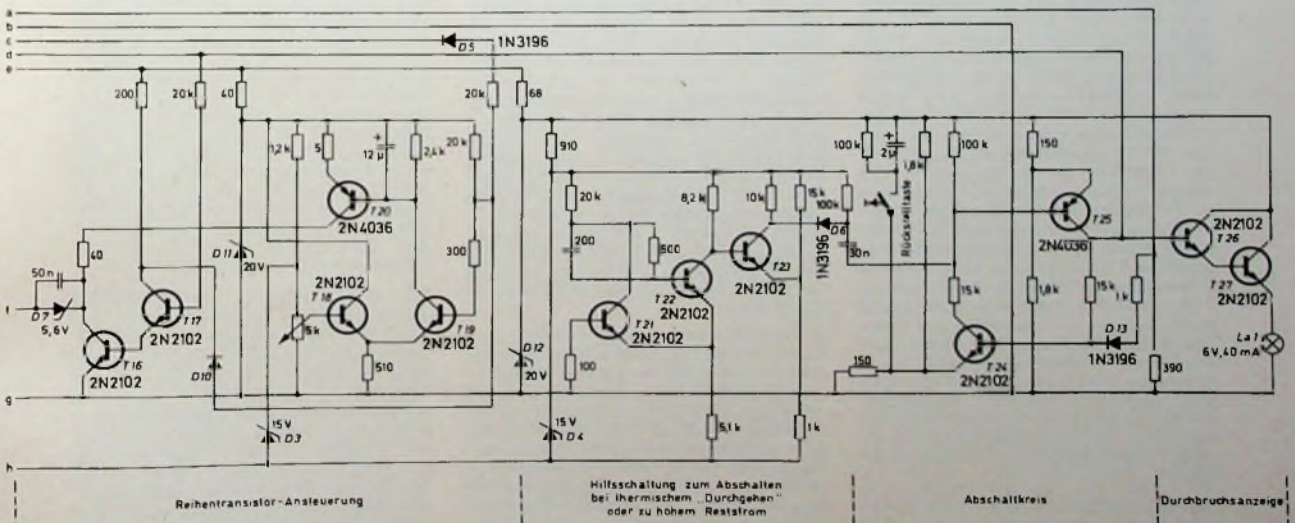 a
b
c
D5 1N3196
d
e
200 20k 40 20k 68
1,2k 5 12 µ 2,4k 20k
910
100k 2µ 1,8k 100k 150
20k 8,2k 10k 15k 100k
T20
2N4036
D11
20V
40
300
200 500
D6
1N3196
30n
Rückstelltaste
T25
2N4036
2N2102
T26
50n
T22
2N2102
T23
2N2102
T27
2N2102
f
D7
5,6V
T17
2N2102
T18
2N2102
5k
T19
2N2102
T21
2N2102
15k 1,8k 15k 1k
D13
1N3196
La1
6V, 40mA
T16
2N2102
D10
510
D12
20V
100
150
T24
2N2102
390
g
15V
D3
15V
D4
5,1k 1k
h
Reihentransistor-Ansteuerung
Hilfsschaltung zum Abschalten
bei thermischem „Durchgehen"
oder zu hohem Reststrom
Abschaltkreis
Durchbruchsanzeige